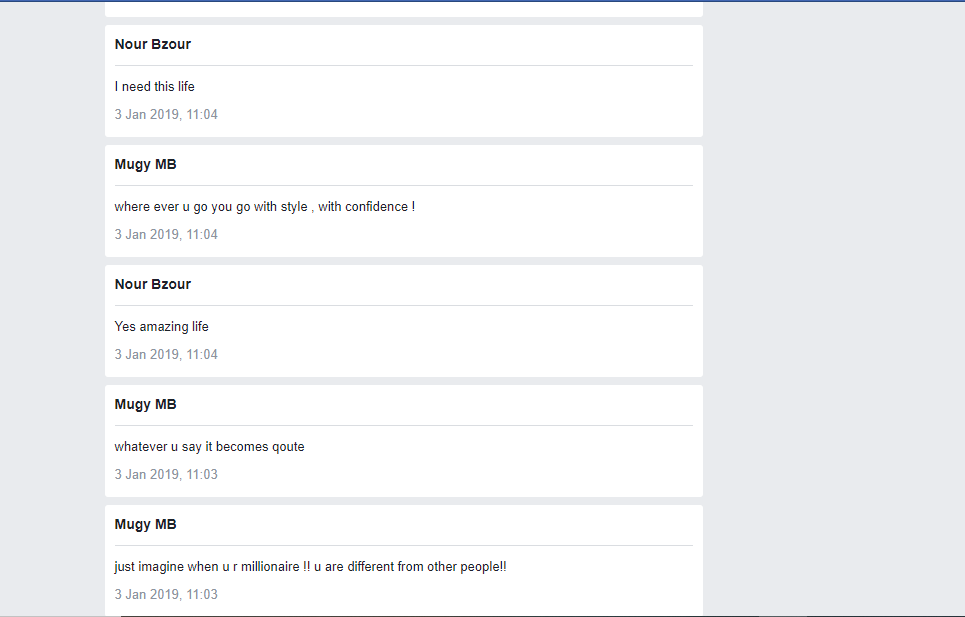 Nour Bzour
I need this life
3 Jan 2019, 11:04
Mugy MB
where ever u go you go with style , with confidence !
3 Jan 2019, 11:04
Nour Bzour
Yes amazing life
3 Jan 2019, 11:04
Mugy MB
whatever u say it becomes qoute
3 Jan 2019, 11:03
Mugy MB
just imagine when u r millionaire !! u are different from other people!!
3 Jan 2019, 11:03